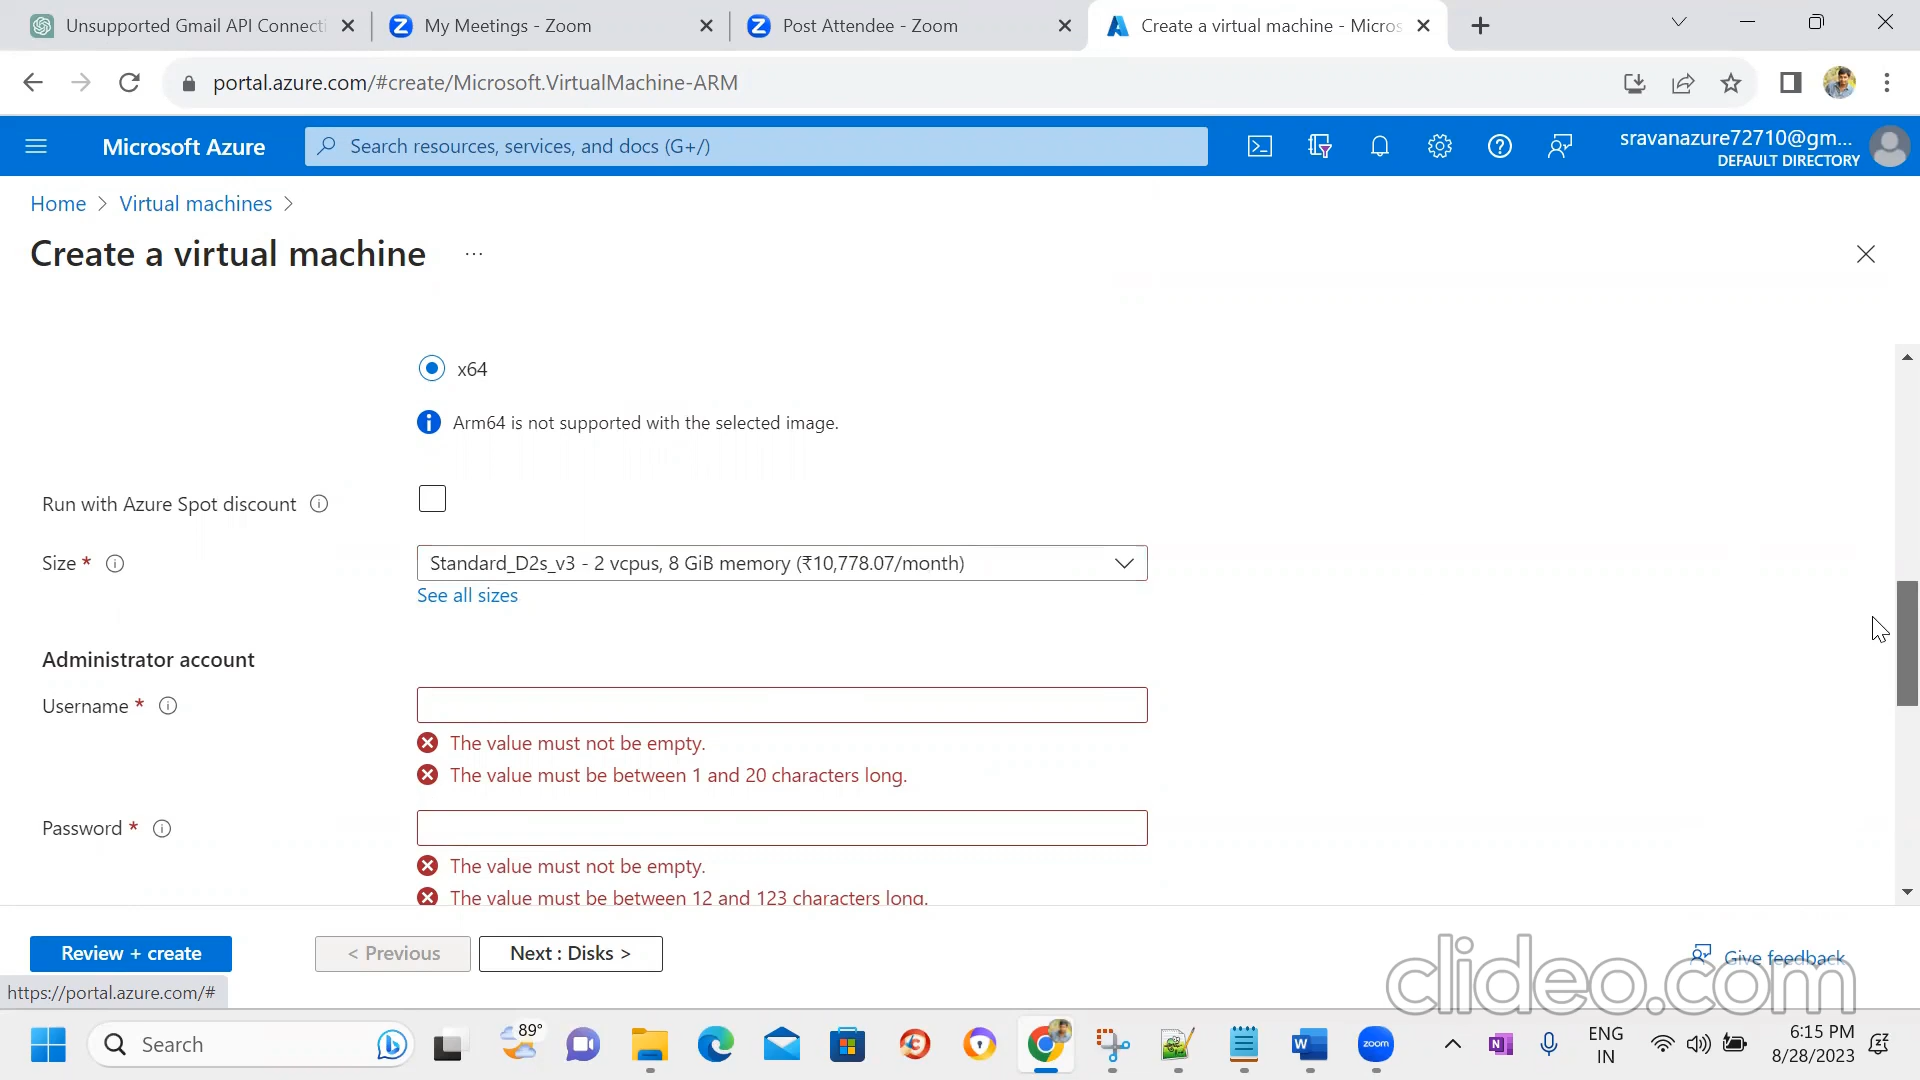 Unsupported Gmail API Connecti
My Meetings - Zoom
Post Attendee - Zoom
Create a virtual machine - Micros
portal.azure.com/#create/Microsoft.VirtualMachine-ARM
Microsoft Azure
Search resources, services, and docs (G+/)
sravanazure72710@gm...
DEFAULT DIRECTORY
Home > Virtual machines >
Create a virtual machine ...
x64
Arm64 is not supported with the selected image.
Run with Azure Spot discount
Size *
Standard_D2s_v3 - 2 vcpus, 8 GiB memory (₹10,778.07/month)
See all sizes
Administrator account
Username *
The value must not be empty.
The value must be between 1 and 20 characters long.
Password *
The value must not be empty.
The value must be between 12 and 123 characters long.
Review + create
< Previous
Next : Disks >
Give feedback
clideo.com
https://portal.azure.com/#
Search
89°
zoom
ENG
IN
6:15 PM
8/28/2023